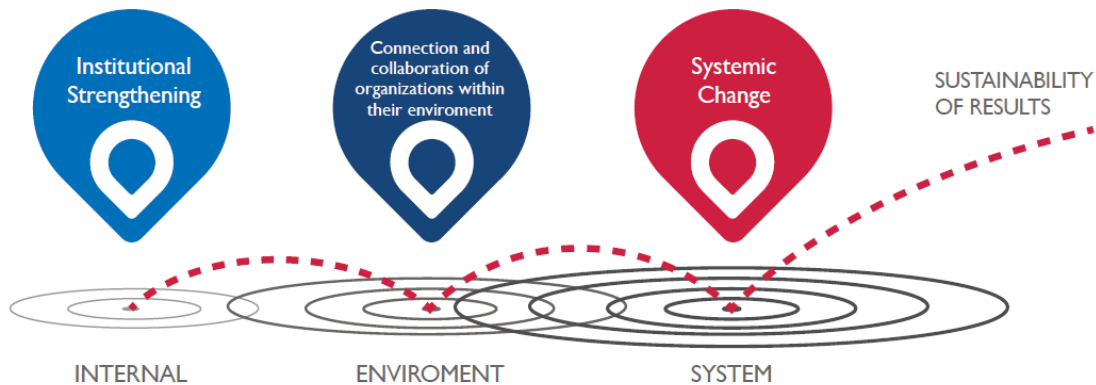 Institutional
Strengthening
Connection and
collaboration of
organizations within
their enviroment
Systemic
Change
SUSTAINABILITY
OF RESULTS
INTERNAL
ENVIROMENT
SYSTEM